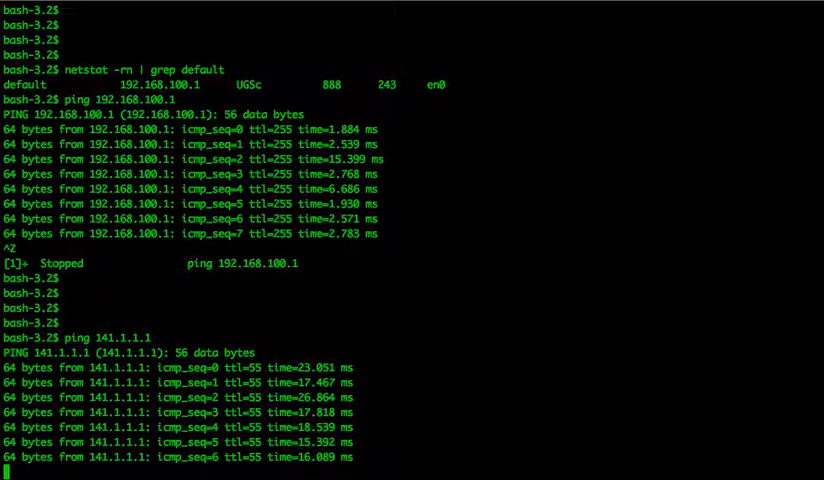 bash-3.2$
bash-3.2$
bash-3.2$
bash-3.2$
bash-3.2$ netstat -rn | grep default
default 192.168.100.1 UGSc 888 243 en0
bash-3.2$ ping 192.168.100.1
PING 192.168.100.1 (192.168.100.1): 56 data bytes
64 bytes from 192.168.100.1: icmp_seq=0 ttl=255 time=1.884 ms
64 bytes from 192.168.100.1: icmp_seq=1 ttl=255 time=2.539 ms
64 bytes from 192.168.100.1: icmp_seq=2 ttl=255 time=15.399 ms
64 bytes from 192.168.100.1: icmp_seq=3 ttl=255 time=2.768 ms
64 bytes from 192.168.100.1: icmp_seq=4 ttl=255 time=6.686 ms
64 bytes from 192.168.100.1: icmp_seq=5 ttl=255 time=1.930 ms
64 bytes from 192.168.100.1: icmp_seq=6 ttl=255 time=2.571 ms
64 bytes from 192.168.100.1: icmp_seq=7 ttl=255 time=2.783 ms
^Z
[1]+ Stopped ping 192.168.100.1
bash-3.2$
bash-3.2$
bash-3.2$
bash-3.2$
bash-3.2$ ping 141.1.1.1
PING 141.1.1.1 (141.1.1.1): 56 data bytes
64 bytes from 141.1.1.1: icmp_seq=0 ttl=55 time=23.051 ms
64 bytes from 141.1.1.1: icmp_seq=1 ttl=55 time=17.467 ms
64 bytes from 141.1.1.1: icmp_seq=2 ttl=55 time=26.864 ms
64 bytes from 141.1.1.1: icmp_seq=3 ttl=55 time=17.818 ms
64 bytes from 141.1.1.1: icmp_seq=4 ttl=55 time=18.539 ms
64 bytes from 141.1.1.1: icmp_seq=5 ttl=55 time=15.392 ms
64 bytes from 141.1.1.1: icmp_seq=6 ttl=55 time=16.089 ms